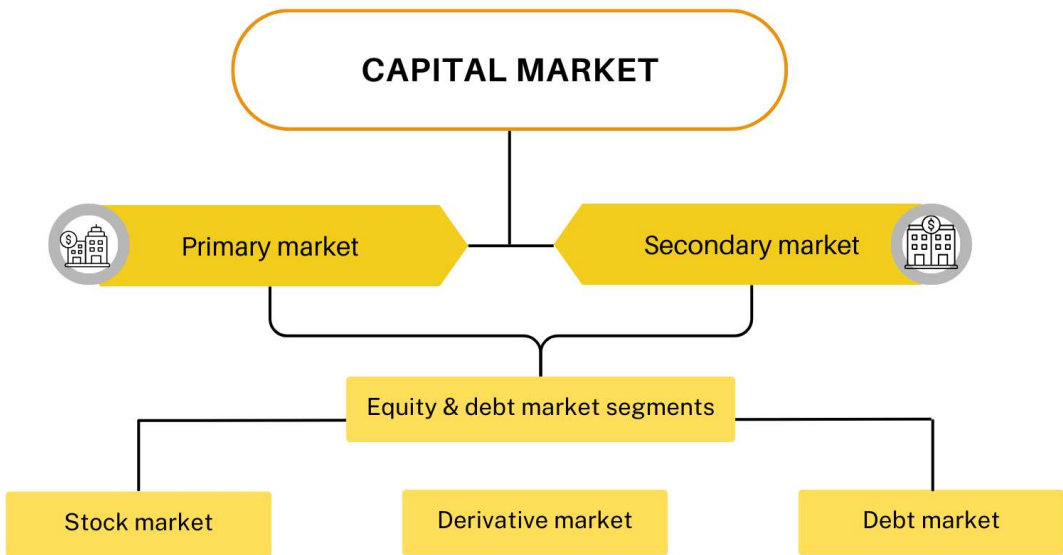 CAPITAL MARKET
Primary market
Secondary market
Equity & debt market segments
Stock market
Derivative market
Debt market